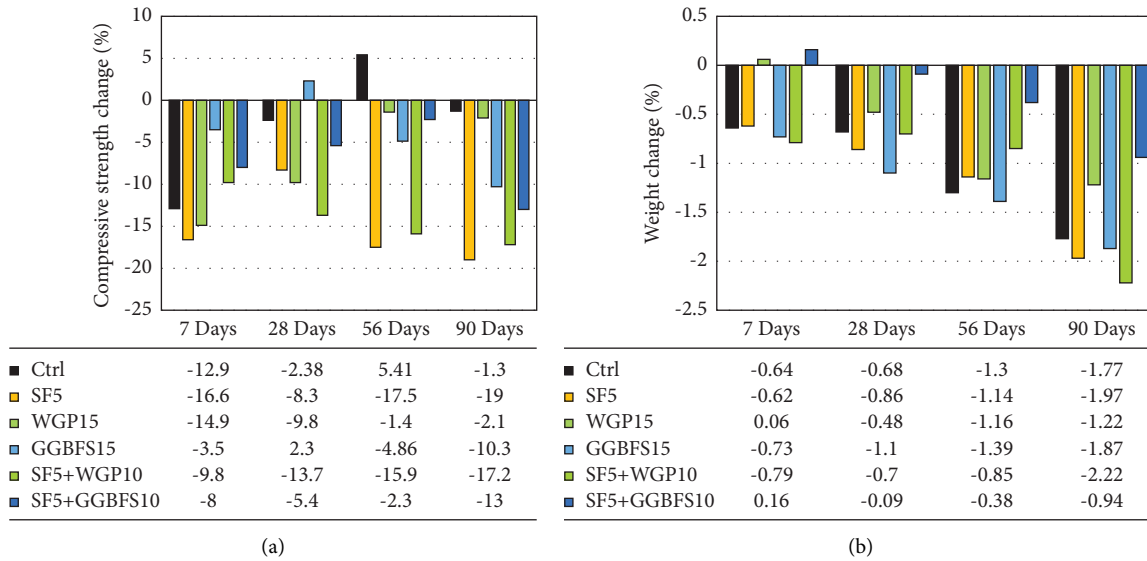 Compressive strength change (%)
10
5
0
-5
-10
-15
-20
-25
7 Days 28 Days 56 Days 90 Days
Ctrl -12.9 -2.38 5.41 -1.3
SF5 -16.6 -8.3 -17.5 -19
WGP15 -14.9 -9.8 -1.4 -2.1
GGBFS15 -3.5 2.3 -4.86 -10.3
SF5+WGP10 -9.8 -13.7 -15.9 -17.2
SF5+GGBFS10 -8 -5.4 -2.3 -13
(a)
Weight change (%)
0.5
0
-0.5
-1
-1.5
-2
-2.5
7 Days 28 Days 56 Days 90 Days
Ctrl -0.64 -0.68 -1.3 -1.77
SF5 -0.62 -0.86 -1.14 -1.97
WGP15 0.06 -0.48 -1.16 -1.22
GGBFS15 -0.73 -1.1 -1.39 -1.87
SF5+WGP10 -0.79 -0.7 -0.85 -2.22
SF5+GGBFS10 0.16 -0.09 -0.38 -0.94
(b)